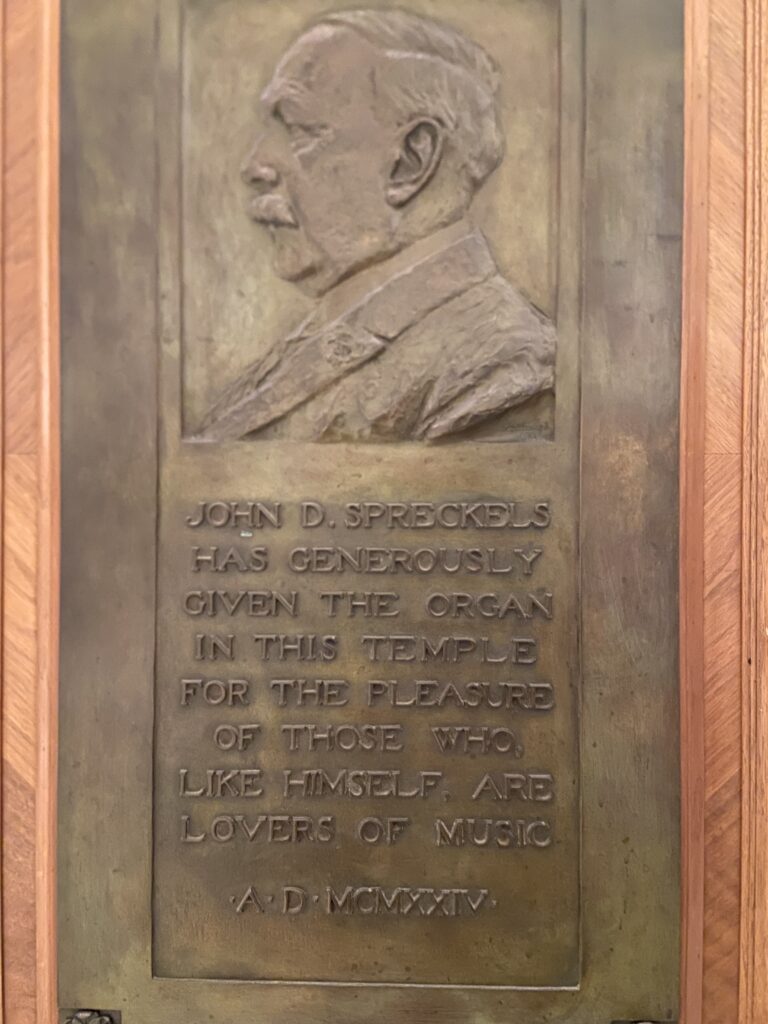 JOHN D. SPRECKELS
HAS GENEROUSLY
GIVEN THE ORGAN
IN THIS TEMPLE
FOR THE PLEASURE
OF THOSE WHO,
LIKE HIMSELF, ARE
LOVERS OF MUSIC
·A·D·MCMXXIV·